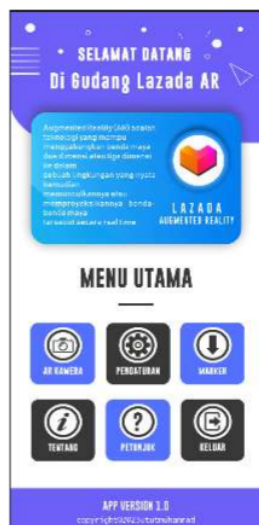 SELAMAT DATANG
Di Gudang Lazada AR
Augmented Reality (AR) adalah
teknologi yang mampu
menggabungkan benda maya
dua dimensi atau tiga dimensi
ke dalam
sebuah lingkungan yang nyata
kemudian
memunculkannya atau
memproyeksikannya benda-
benda maya
tersebut secara real time
LAZADA
AUGMENTED REALITY
MENU UTAMA
AR KAMERA
PENGATURAN
MARKER
TENTANG
PETUNJUK
KELUAR
APP VERSION 1.0